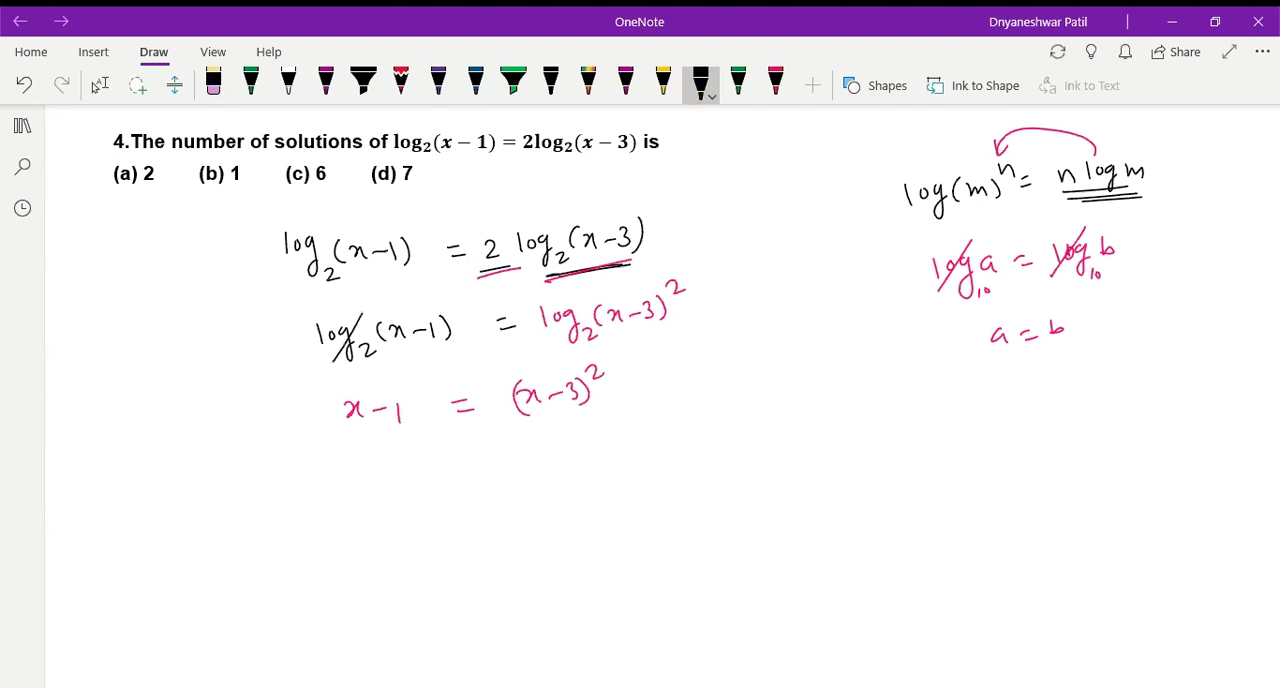 OneNote
Dnyaneshwar Patil
Home Insert Draw View Help
Share
Shapes Ink to Shape Ink to Text
4.The number of solutions of log₂(x − 1) = 2log₂(x − 3) is
(a) 2 (b) 1 (c) 6 (d) 7
log₂(x−1) = 2 log₂(x−3)
log₂(x−1) = log₂(x−3)²
x−1 = (x−3)²
log(m)ⁿ = n log m
log₁₀ a = log₁₀ b
a = b